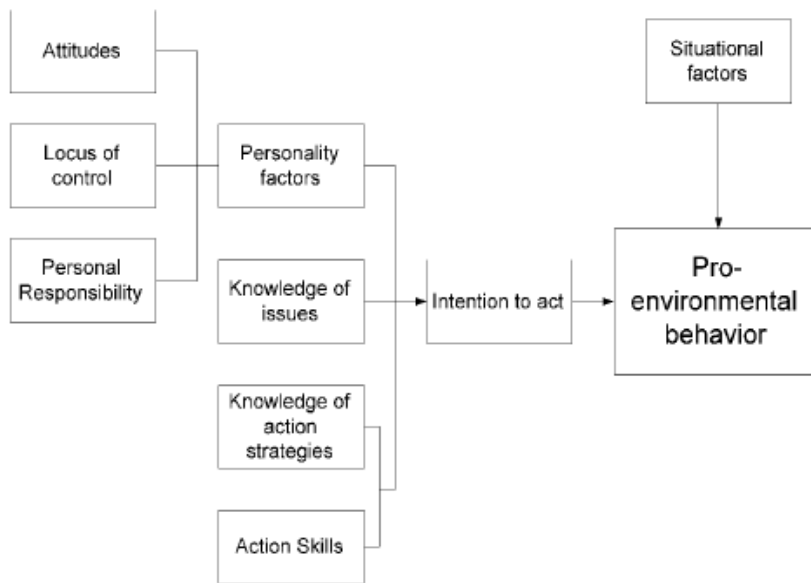 Attitudes
Locus of
control
Personal
Responsibility
Personality
factors
Knowledge of
issues
Knowledge of
action
strategies
Action Skills
Intention to act
Situational
factors
Pro-
environmental
behavior